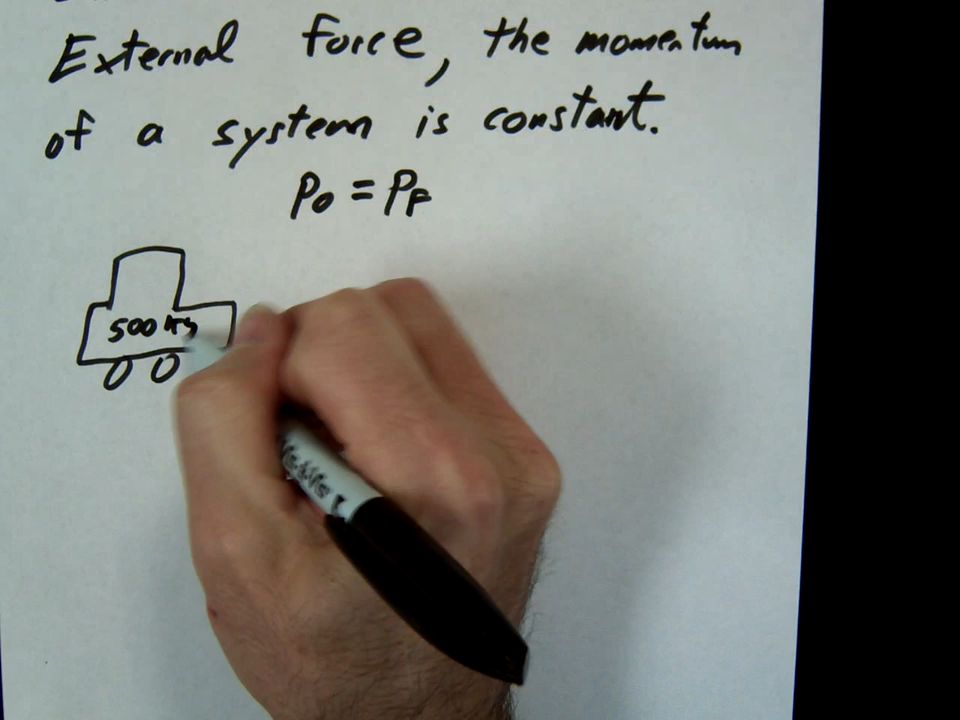 External Force, the momentum
of a system is constant.
Po = PF
500 kg